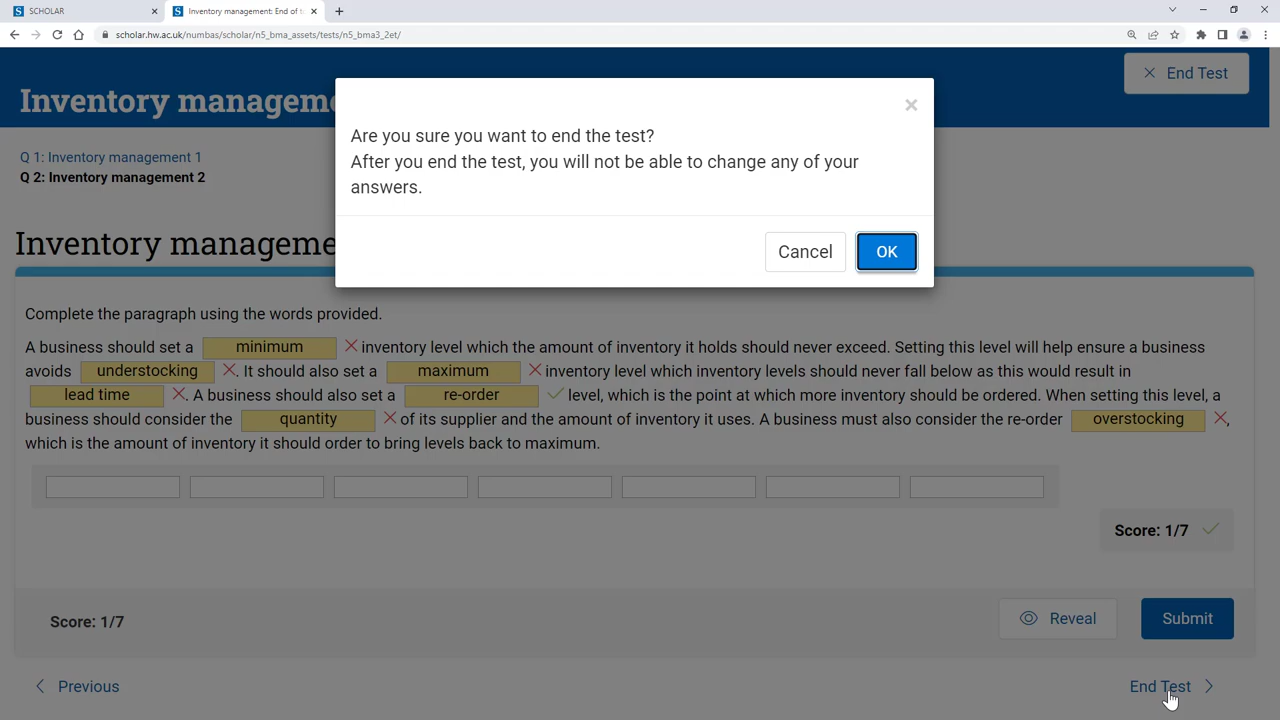 SCHOLAR
Inventory management: End of t
scholar.hw.ac.uk/numbas/scholar/n5_bma_assets/tests/n5_bma3_2et/
End Test
Inventory manageme
Are you sure you want to end the test?
After you end the test, you will not be able to change any of your
answers.
Cancel
OK
Q 1: Inventory management 1
Q 2: Inventory management 2
Inventory manageme
Complete the paragraph using the words provided.
A business should set a minimum inventory level which the amount of inventory it holds should never exceed. Setting this level will help ensure a business
avoids understocking . It should also set a maximum inventory level which inventory levels should never fall below as this would result in
lead time . A business should also set a re-order level, which is the point at which more inventory should be ordered. When setting this level, a
business should consider the quantity of its supplier and the amount of inventory it uses. A business must also consider the re-order overstocking ,
which is the amount of inventory it should order to bring levels back to maximum.
Score: 1/7
Score: 1/7
Reveal
Submit
Previous
End Test